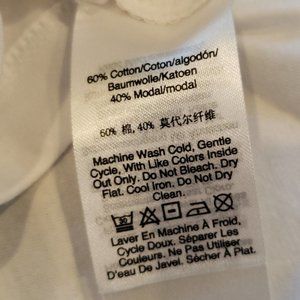 60% Cotton/Coton/algodón/
Baumwolle/Katoen
40% Modal/modal
60% 棉, 40% 莫代尔纤维
Machine Wash Cold, Gentle
Cycle, With Like Colors Inside
Out Only. Do Not Bleach. Dry
Flat. Cool Iron. Do Not Dry
Clean.
30
Laver En Machine À Froid,
Cycle Doux. Séparer Les
Couleurs. Ne Pas Utiliser
D'eau De Javel. Sécher À Plat.